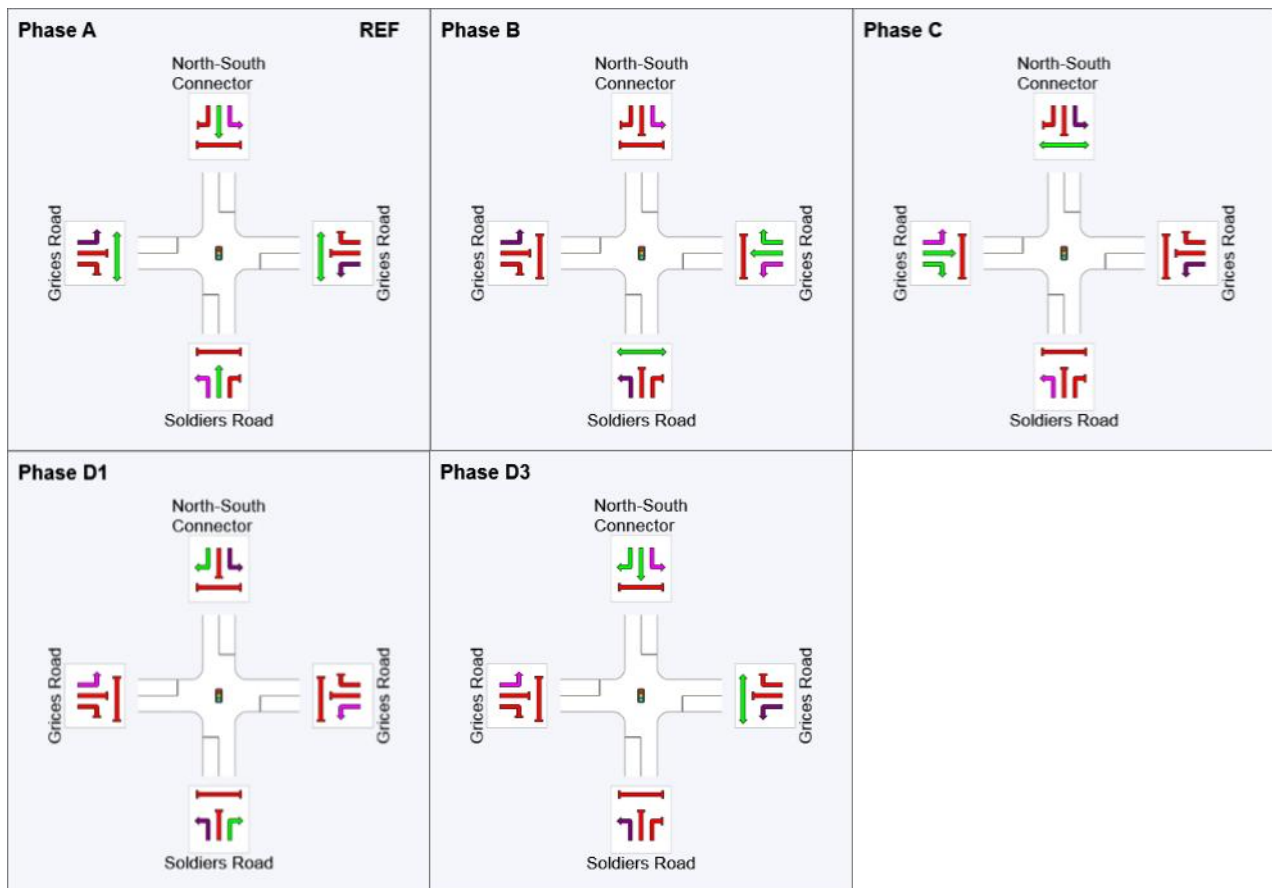 Phase A REF
North-South
Connector
Grices Road
Grices Road
Soldiers Road
Phase B
North-South
Connector
Grices Road
Grices Road
Soldiers Road
Phase C
North-South
Connector
Grices Road
Grices Road
Soldiers Road
Phase D1
North-South
Connector
Grices Road
Grices Road
Soldiers Road
Phase D3
North-South
Connector
Grices Road
Grices Road
Soldiers Road